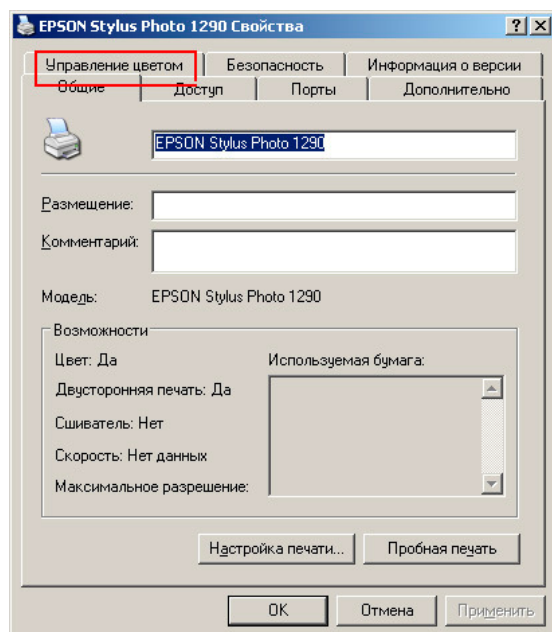 EPSON Stylus Photo 1290 Свойства
Управление цветом Безопасность Информация о версии
Общие Доступ Порты Дополнительно
EPSON Stylus Photo 1290
Размещение:
Комментарий:
Модель: EPSON Stylus Photo 1290
Возможности
Цвет: Да Используемая бумага:
Двусторонняя печать: Да
Сшиватель: Нет
Скорость: Нет данных
Максимальное разрешение:
Настройка печати... Пробная печать
OK Отмена Применить